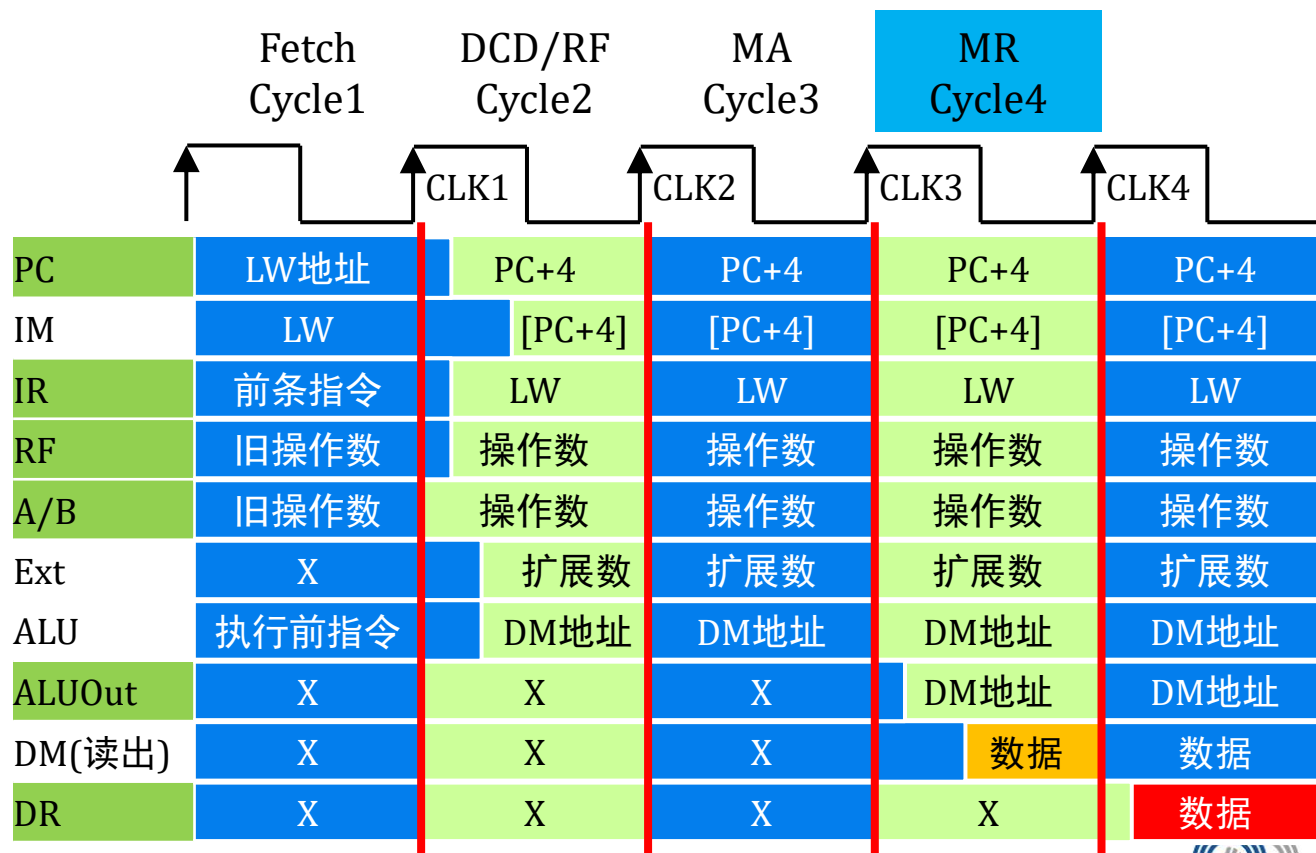 Fetch DCD/RF MA MR
Cycle1 Cycle2 Cycle3 Cycle4
CLK1 CLK2 CLK3 CLK4
PC LW地址 PC+4 PC+4 PC+4 PC+4
IM LW [PC+4] [PC+4] [PC+4] [PC+4]
IR 前条指令 LW LW LW LW
RF 旧操作数 操作数 操作数 操作数 操作数
A/B 旧操作数 操作数 操作数 操作数 操作数
Ext X 扩展数 扩展数 扩展数 扩展数
ALU 执行前指令 DM地址 DM地址 DM地址 DM地址
ALUOut X X X DM地址 DM地址
DM(读出) X X X 数据 数据
DR X X X X 数据